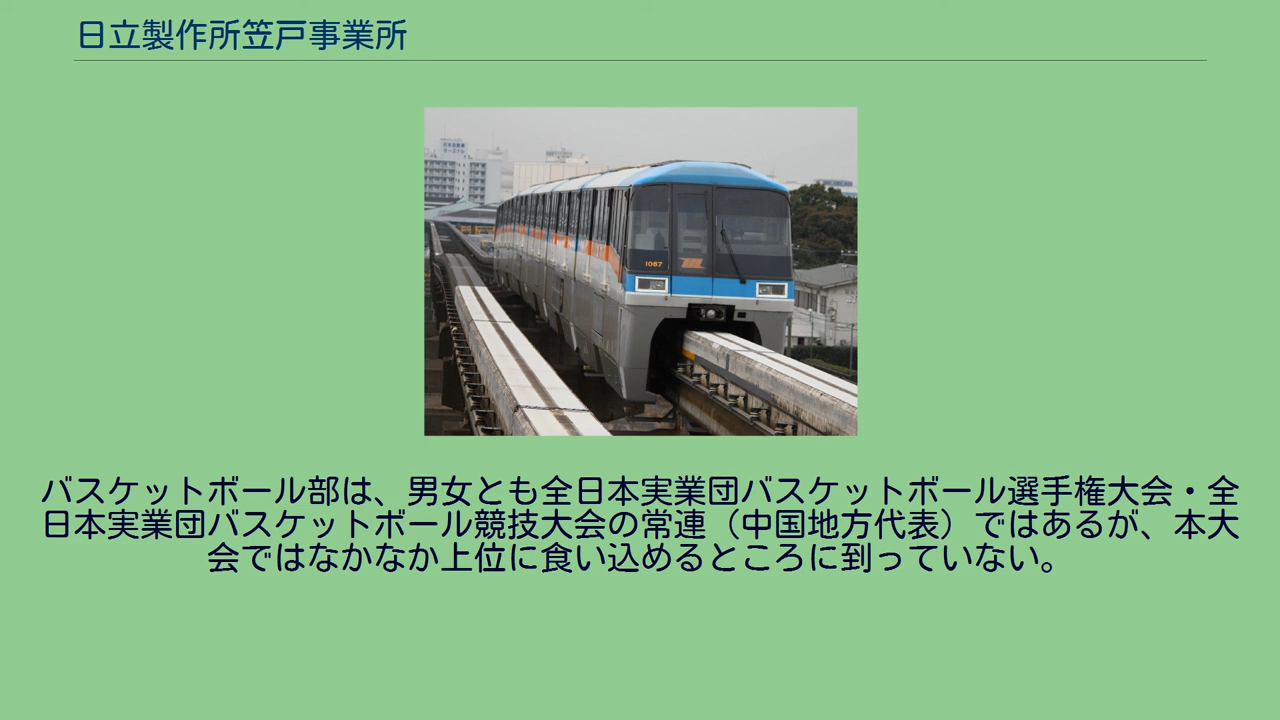 日立製作所笠戸事業所
1067
バスケットボール部は、男女とも全日本実業団バスケットボール選手権大会・全
日本実業団バスケットボール競技大会の常連（中国地方代表）ではあるが、本大
会ではなかなか上位に食い込めるところに到っていない。